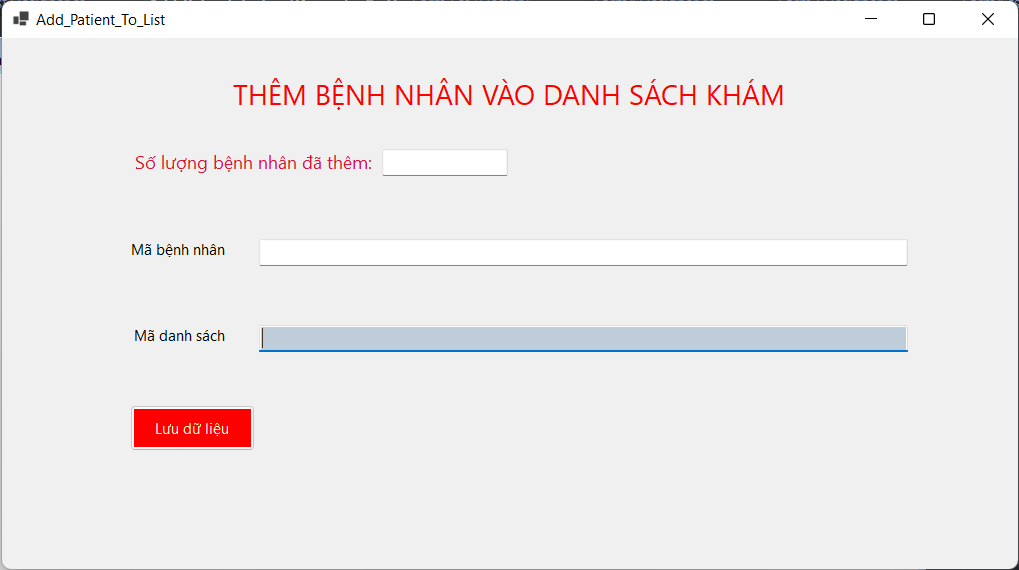 Add_Patient_To_List
THÊM BỆNH NHÂN VÀO DANH SÁCH KHÁM
Số lượng bệnh nhân đã thêm:
Mã bệnh nhân
Mã danh sách
Lưu dữ liệu